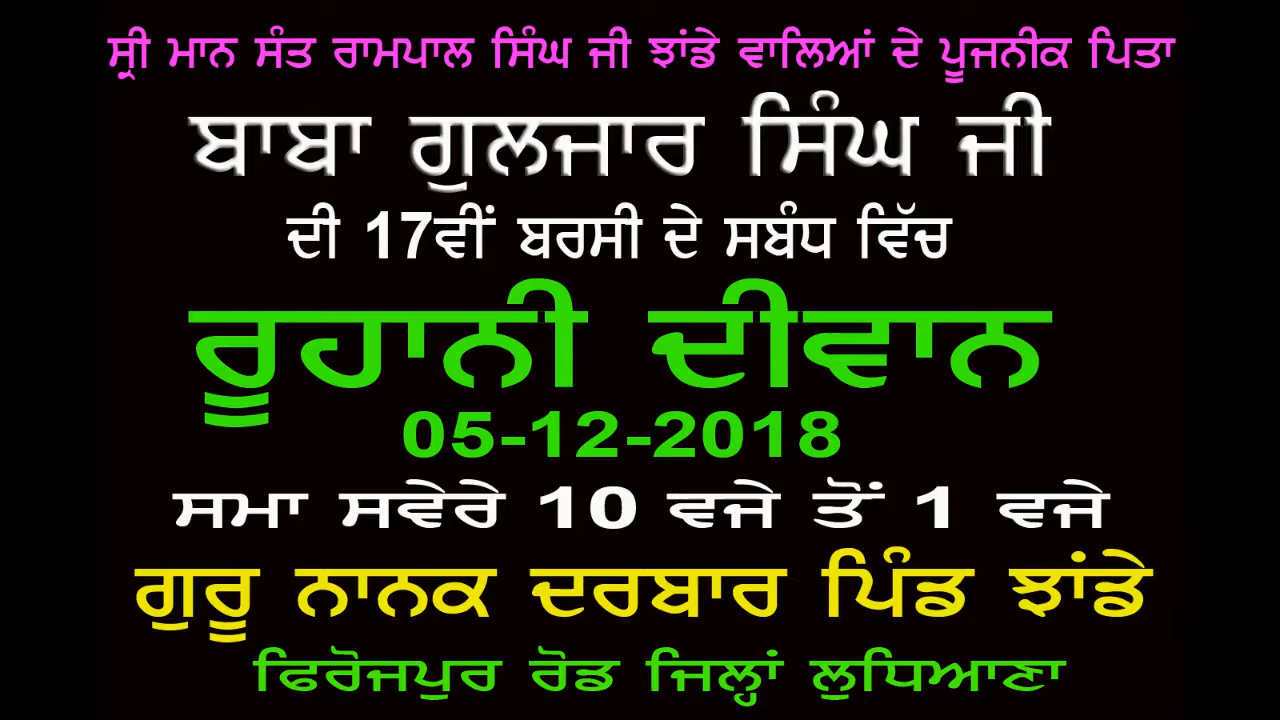 ਸ੍ਰੀ ਮਾਨ ਸੰਤ ਰਾਮਪਾਲ ਸਿੰਘ ਜੀ ਝਾਂਡੇ ਵਾਲਿਆਂ ਦੇ ਪੂਜਨੀਕ ਪਿਤਾ
ਬਾਬਾ ਗੁਲਜਾਰ ਸਿੰਘ ਜੀ
ਦੀ 17ਵੀਂ ਬਰਸੀ ਦੇ ਸਬੰਧ ਵਿੱਚ
ਰੂਹਾਨੀ ਦੀਵਾਨ
05-12-2018
ਸਮਾ ਸਵੇਰੇ 10 ਵਜੇ ਤੋਂ 1 ਵਜੇ
ਗੁਰੂ ਨਾਨਕ ਦਰਬਾਰ ਪਿੰਡ ਝਾਂਡੇ
ਫਿਰੋਜਪੁਰ ਰੋਡ ਜਿਲ੍ਹਾਂ ਲੁਧਿਆਣਾ